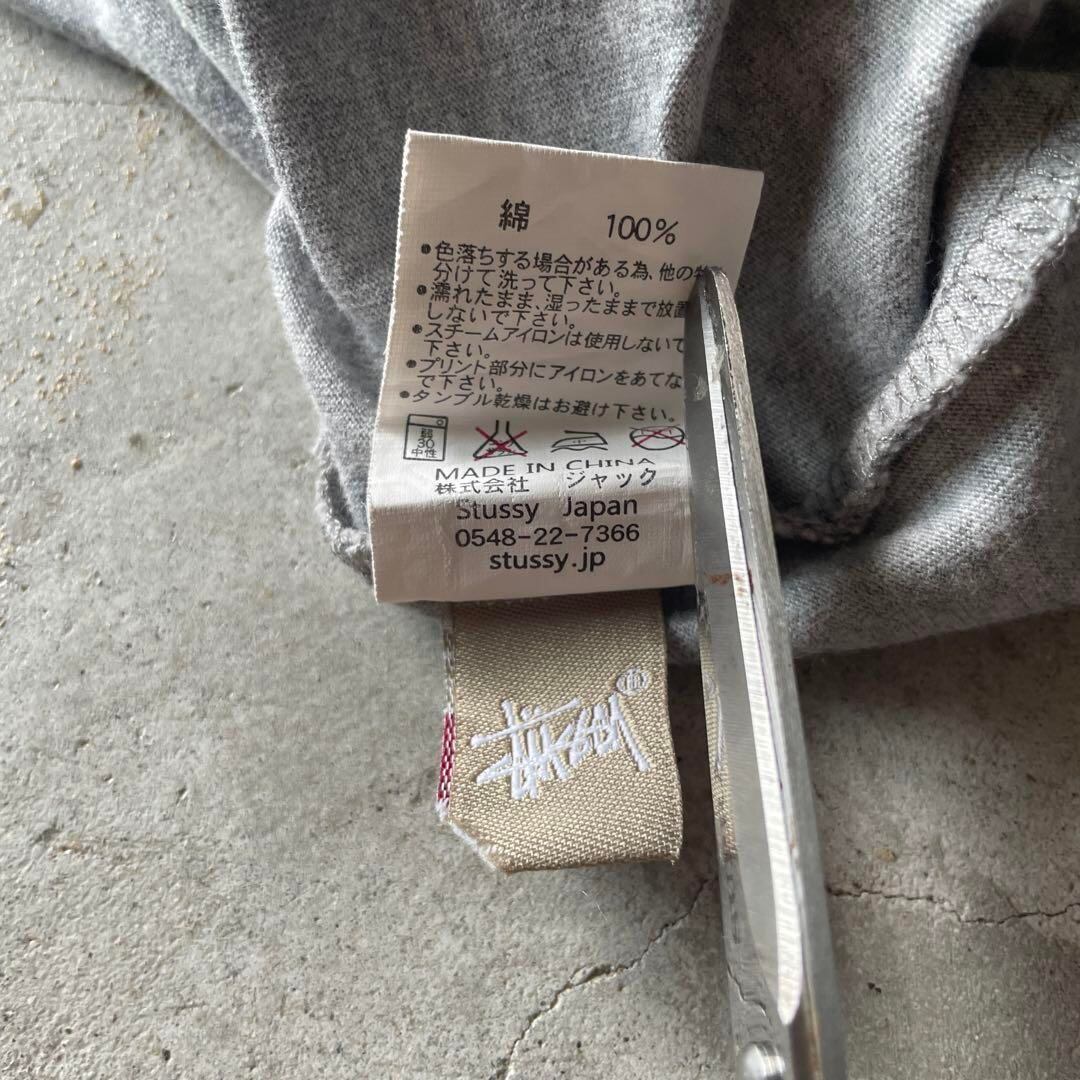 綿 100%
•色落ちする場合がある為、他の
分けて洗って下さい。
•濡れたまま、湿ったままで放置
しないで下さい。
•スチームアイロンは使用しないで
下さい。
•プリント部分にアイロンをあてな
で下さい。
•タンブル乾燥はお避け下さい。
弱
30
中性
MADE IN CHINA
株式会社 ジャック
Stussy Japan
0548-22-7366
stussy.jp
Stüssy